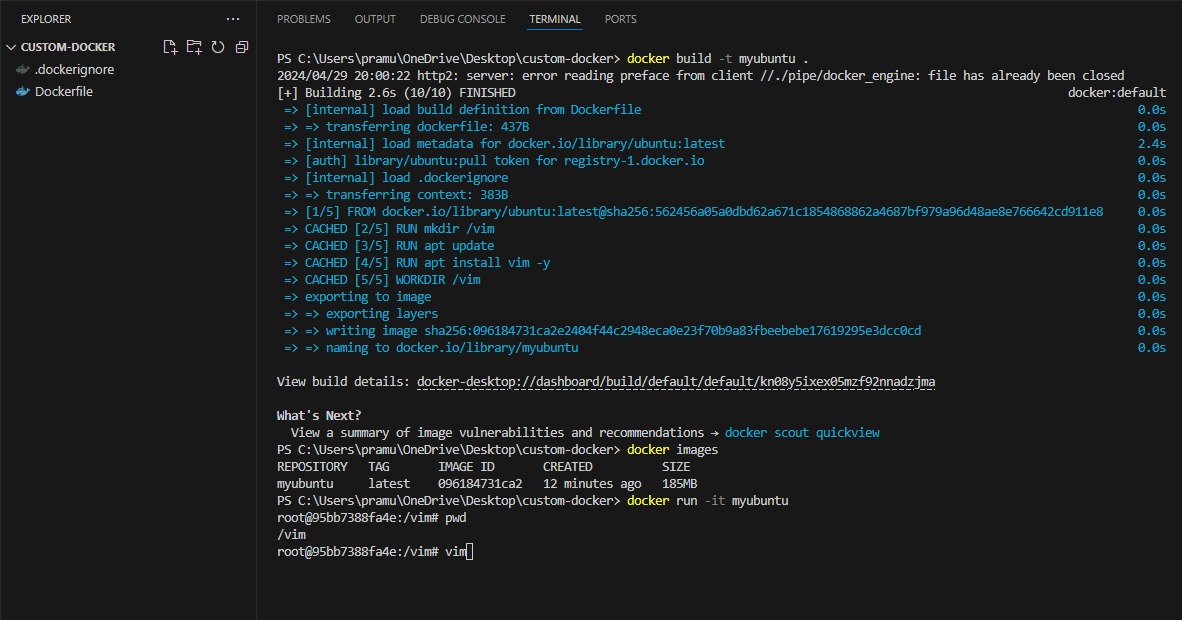 EXPLORER
...
CUSTOM-DOCKER
.dockerignore
Dockerfile
PROBLEMS OUTPUT DEBUG CONSOLE TERMINAL PORTS
PS C:\Users\pramu\OneDrive\Desktop\custom-docker> docker build -t myubuntu .
2024/04/29 20:00:22 http2: server: error reading preface from client //./pipe/docker_engine: file has already been closed
[+] Building 2.6s (10/10) FINISHED docker:default
=> [internal] load build definition from Dockerfile 0.0s
=> => transferring dockerfile: 437B 0.0s
=> [internal] load metadata for docker.io/library/ubuntu:latest 2.4s
=> [auth] library/ubuntu:pull token for registry-1.docker.io 0.0s
=> [internal] load .dockerignore 0.0s
=> => transferring context: 383B 0.0s
=> [1/5] FROM docker.io/library/ubuntu:latest@sha256:562456a05a0dbd62a671c1854868862a4687bf979a96d48ae8e766642cd911e8 0.0s
=> CACHED [2/5] RUN mkdir /vim 0.0s
=> CACHED [3/5] RUN apt update 0.0s
=> CACHED [4/5] RUN apt install vim -y 0.0s
=> CACHED [5/5] WORKDIR /vim 0.0s
=> exporting to image 0.0s
=> => exporting layers 0.0s
=> => writing image sha256:096184731ca2e2404f44c2948eca0e23f70b9a83fbeebebe17619295e3dcc0cd 0.0s
=> => naming to docker.io/library/myubuntu 0.0s
View build details: docker-desktop://dashboard/build/default/default/kn08y5ixex05mzf92nnadzjma
What's Next?
View a summary of image vulnerabilities and recommendations → docker scout quickview
PS C:\Users\pramu\OneDrive\Desktop\custom-docker> docker images
REPOSITORY TAG IMAGE ID CREATED SIZE
myubuntu latest 096184731ca2 12 minutes ago 185MB
PS C:\Users\pramu\OneDrive\Desktop\custom-docker> docker run -it myubuntu
root@95bb7388fa4e:/vim# pwd
/vim
root@95bb7388fa4e:/vim# vim